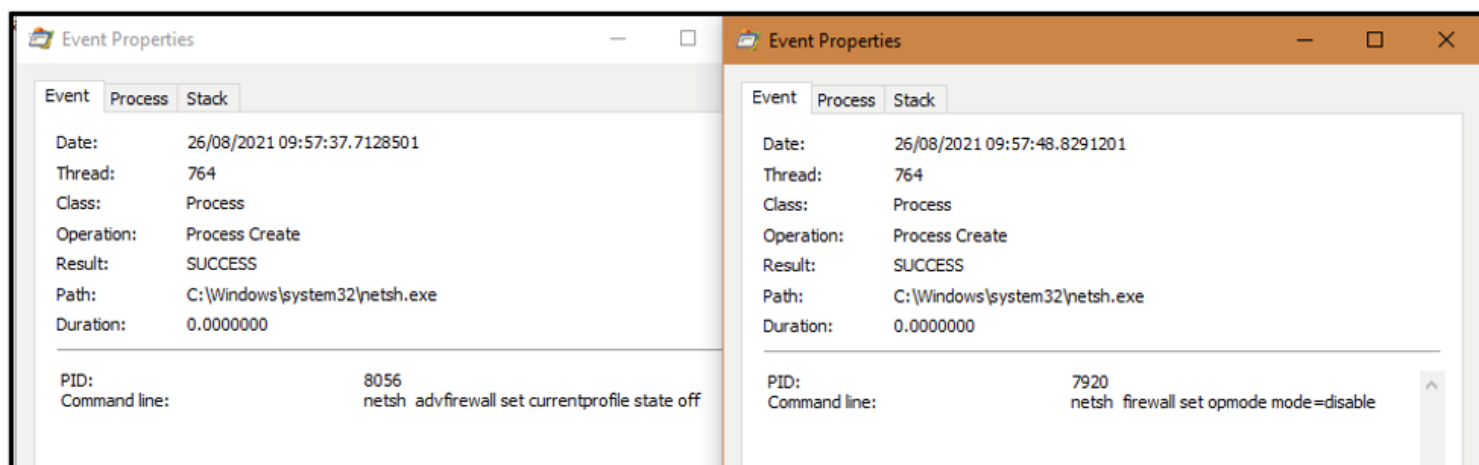 Event Properties
Event Process Stack
Date: 26/08/2021 09:57:37.7128501
Thread: 764
Class: Process
Operation: Process Create
Result: SUCCESS
Path: C:\Windows\system32\netsh.exe
Duration: 0.0000000
PID: 8056
Command line: netsh advfirewall set currentprofile state off
Event Properties
Event Process Stack
Date: 26/08/2021 09:57:48.8291201
Thread: 764
Class: Process
Operation: Process Create
Result: SUCCESS
Path: C:\Windows\system32\netsh.exe
Duration: 0.0000000
PID: 7920
Command line: netsh firewall set opmode mode=disable